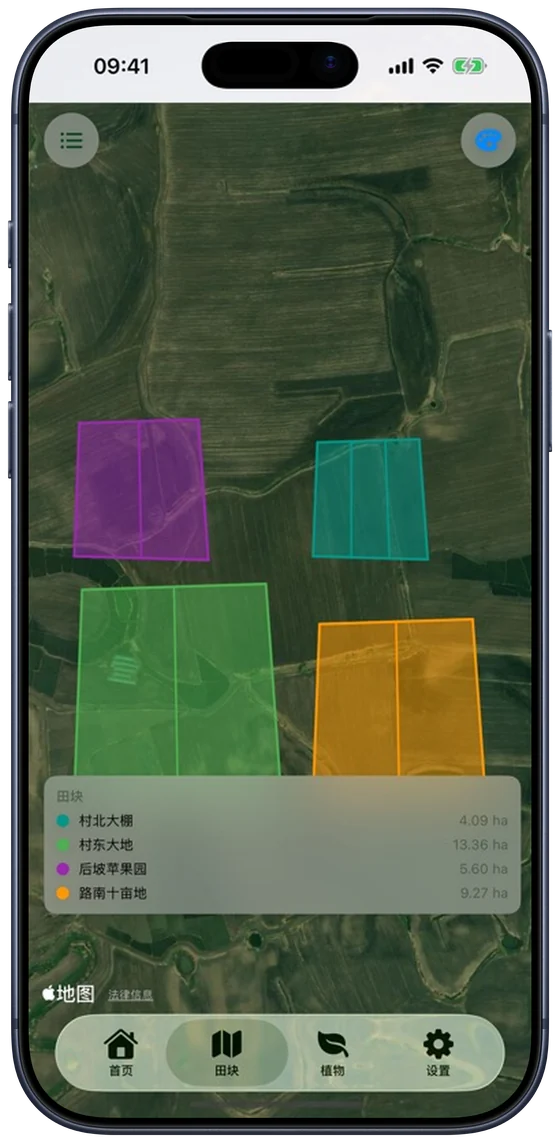 09:41
田块
村北大棚 4.09 ha
村东大地 13.36 ha
后坡苹果园 5.60 ha
路南十亩地 9.27 ha
地图 法律信息
首页 田块 植物 设置